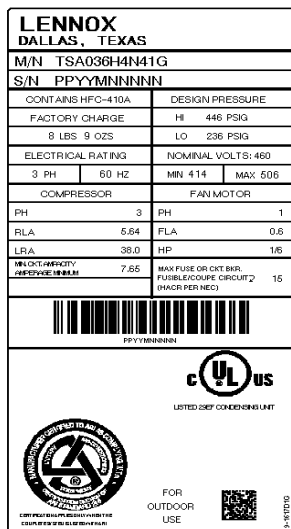 LENNOX
DALLAS, TEXAS
M/N TSA036H4N41G
S/N PPYYMNNNNN
CONTAINS HFC-410A
DESIGN PRESSURE
FACTORY CHARGE
HI 446 PSIG
8 LBS 9 OZS
LO 236 PSIG
ELECTRICAL RATING
NOMINAL VOLTS: 460
3 PH 60 HZ
MIN 414 MAX 506
COMPRESSOR
FAN MOTOR
PH 3
PH 1
RLA 5.64
FLA 0.6
LRA 38.0
HP 1/6
MIN. CKT. AMPACITY
AMPERAGE MINIMUM 7.65
MAX FUSE OR CKT. BKR.
FUSIBLE/COUPE CIRCUIT 15
(HACR PER NEC)
PPYYMNNNNN
C UL US
LISTED 29EF CONDENSING UNIT
FOR
OUTDOOR
USE